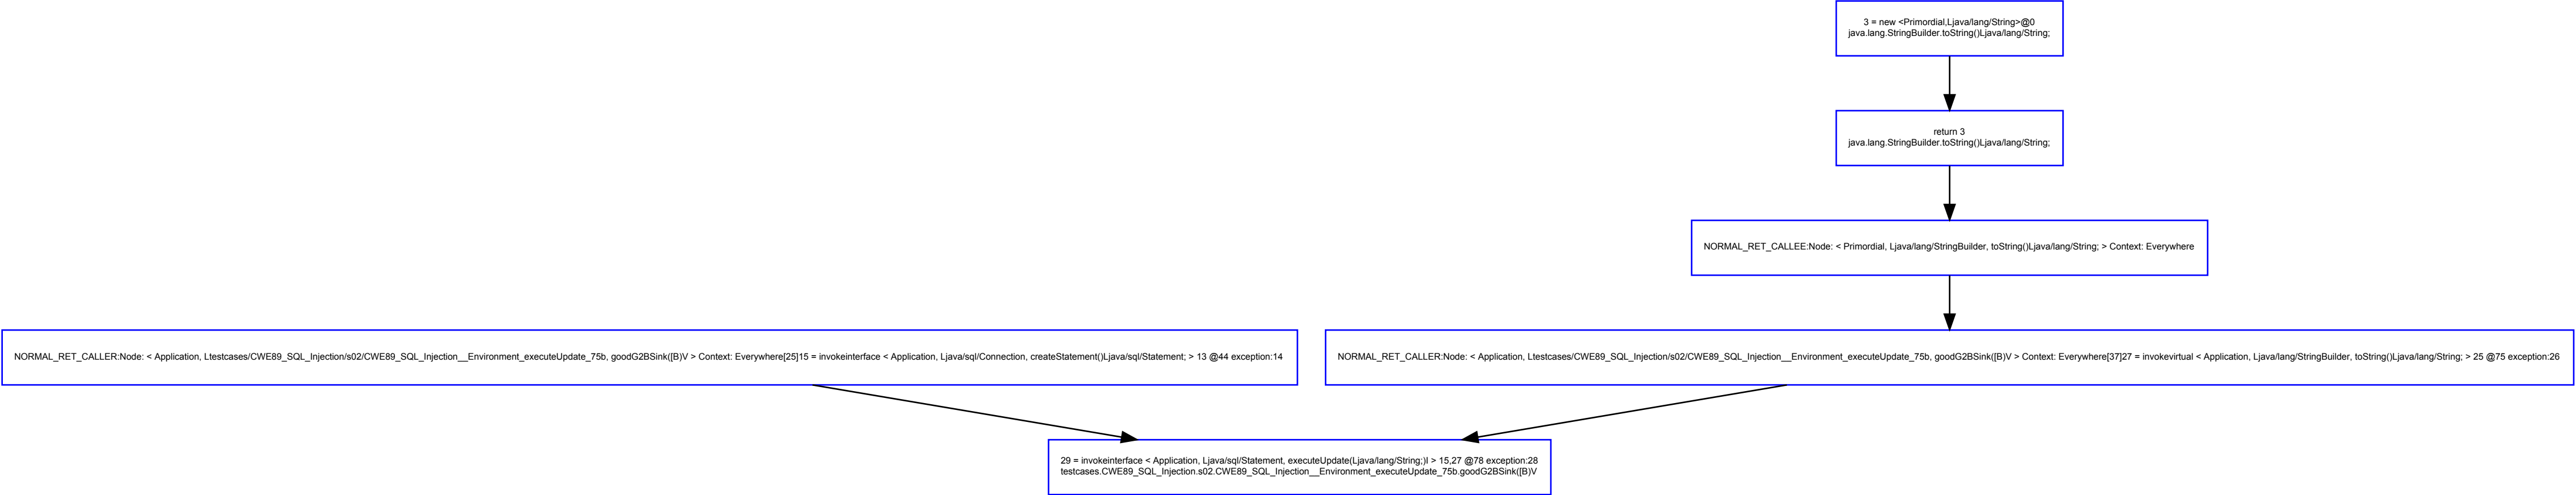 3 = new <Primordial,Ljava/lang/String>@0
java.lang.StringBuilder.toString()Ljava/lang/String;
return 3
java.lang.StringBuilder.toString()Ljava/lang/String;
NORMAL_RET_CALLEE:Node: < Primordial, Ljava/lang/StringBuilder, toString()Ljava/lang/String; > Context: Everywhere
NORMAL_RET_CALLER:Node: < Application, Ltestcases/CWE89_SQL_Injection/s02/CWE89_SQL_Injection__Environment_executeUpdate_75b, goodG2BSink([B)V > Context: Everywhere[25]15 = invokeinterface < Application, Ljava/sql/Connection, createStatement()Ljava/sql/Statement; > 13 @44 exception:14
NORMAL_RET_CALLER:Node: < Application, Ltestcases/CWE89_SQL_Injection/s02/CWE89_SQL_Injection__Environment_executeUpdate_75b, goodG2BSink([B)V > Context: Everywhere[37]27 = invokevirtual < Application, Ljava/lang/StringBuilder, toString()Ljava/lang/String; > 25 @75 exception:26
29 = invokeinterface < Application, Ljava/sql/Statement, executeUpdate(Ljava/lang/String;)I > 15,27 @78 exception:28
testcases.CWE89_SQL_Injection.s02.CWE89_SQL_Injection__Environment_executeUpdate_75b.goodG2BSink([B)V